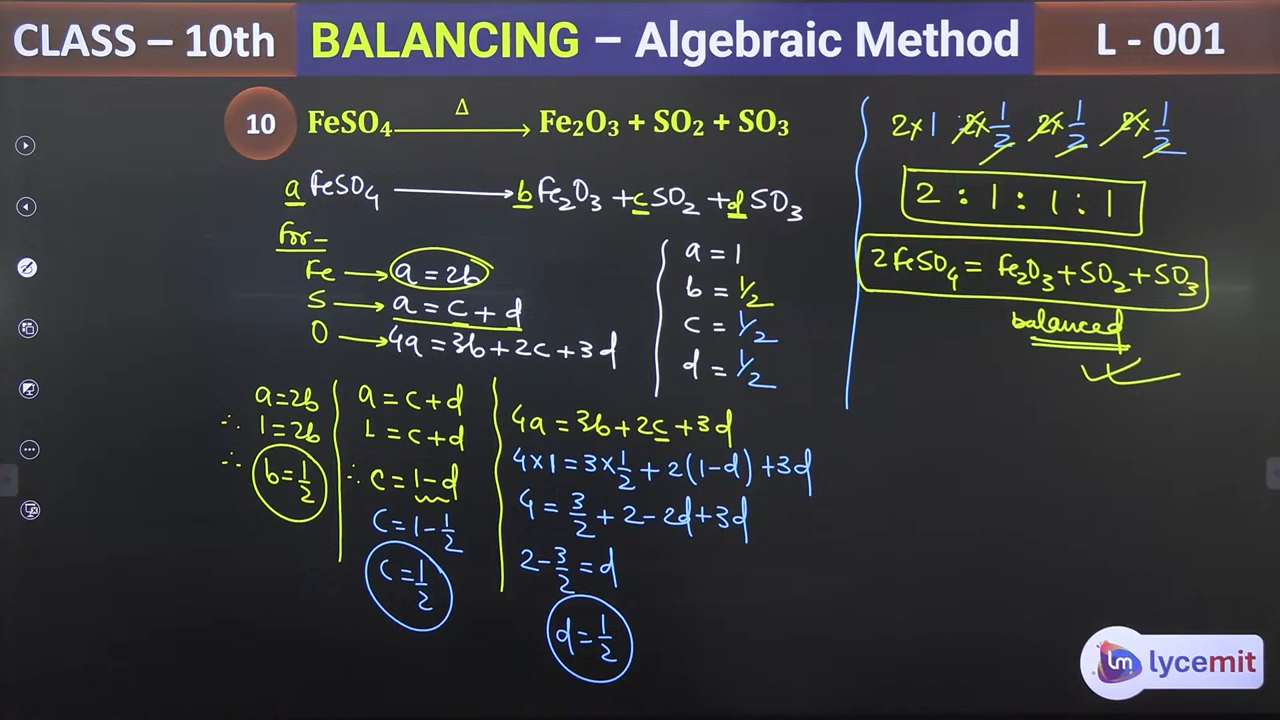 CLASS – 10th BALANCING – Algebraic Method L - 001
10 FeSO₄ —Δ→ Fe₂O₃ + SO₂ + SO₃
a FeSO₄ ⟶ b Fe₂O₃ + c SO₂ + d SO₃
For-
Fe → a = 2b
S → a = c + d
O → 4a = 3b + 2c + 3d
a = 1
b = 1/2
c = 1/2
d = 1/2
a = 2b
∴ 1 = 2b
∴ b = 1/2
a = c + d
1 = c + d
∴ c = 1 - d
c = 1 - 1/2
c = 1/2
4a = 3b + 2c + 3d
4 × 1 = 3 × 1/2 + 2(1 - d) + 3d
4 = 3/2 + 2 - 2d + 3d
2 - 3/2 = d
d = 1/2
2 × 1 2 × 1/2 2 × 1/2 2 × 1/2
2 : 1 : 1 : 1
2FeSO₄ = Fe₂O₃ + SO₂ + SO₃
balanced
lm lycemit